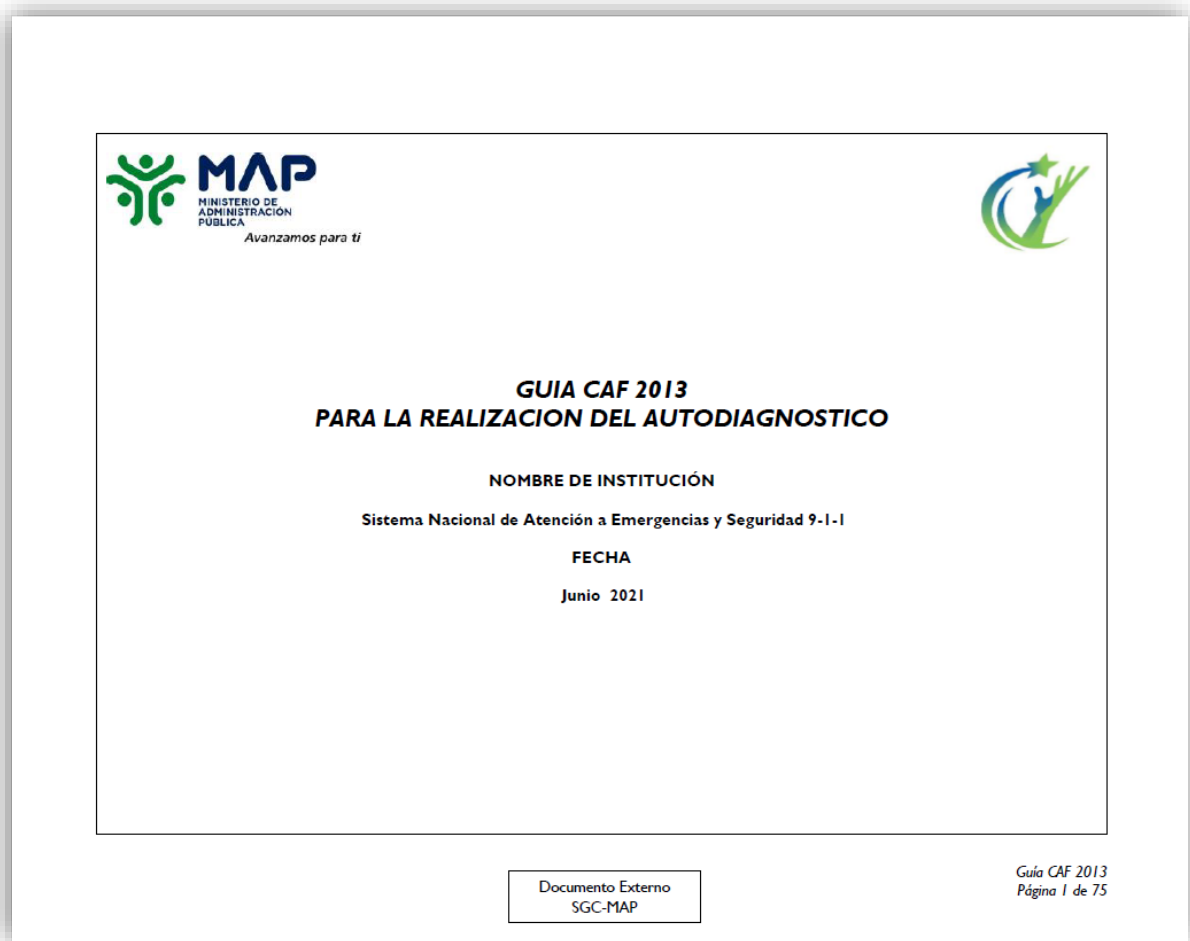 MAP
MINISTERIO DE
ADMINISTRACIÓN
PÚBLICA
Avanzamos para ti
GUIA CAF 2013
PARA LA REALIZACION DEL AUTODIAGNOSTICO
NOMBRE DE INSTITUCIÓN
Sistema Nacional de Atención a Emergencias y Seguridad 9-1-1
FECHA
Junio 2021
Documento Externo
SGC-MAP
Guía CAF 2013
Página 1 de 75